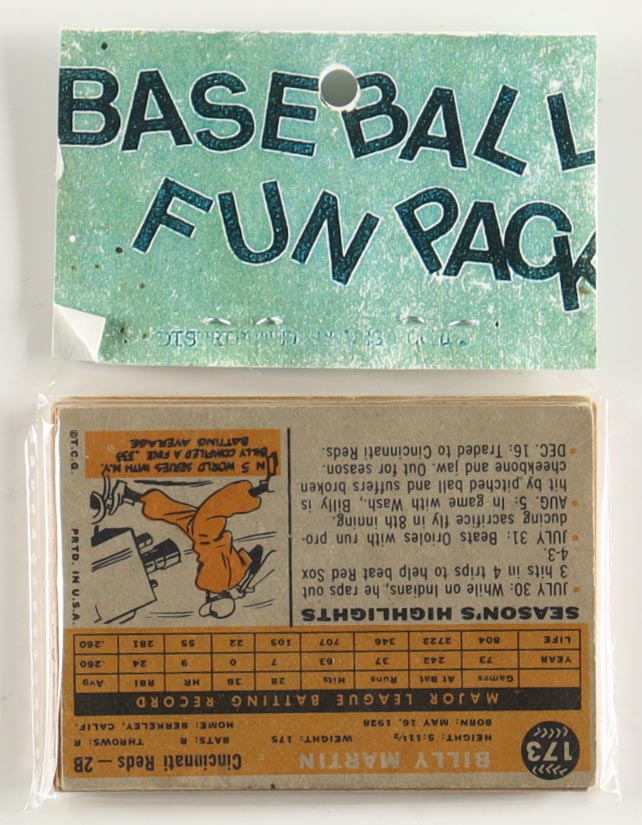 BASEBALL
FUN PACK
173
BILLY MARTIN
Cincinnati Reds — 2B
HEIGHT: 5:11½ WEIGHT: 175 BATS: R THROWS: R
BORN: MAY 16, 1928 HOME: BERKELEY, CALIF.
MAJOR LEAGUE BATTING RECORD
Games At Bat Runs Hits 2B 3B HR RBI Avg
YEAR 73 242 37 63 7 0 9 24 .260
LIFE 804 2722 346 707 105 22 55 281 .260
SEASON'S HIGHLIGHTS
• JULY 30: While on Indians, he raps out
3 hits in 4 trips to help beat Red Sox
4-3.
• JULY 31: Beats Orioles with run pro-
ducing sacrifice fly in 8th inning.
• AUG. 5: In game with Wash., Billy is
hit by pitched ball and suffers broken
cheekbone and jaw. Out for season.
• DEC. 16: Traded to Cincinnati Reds.
IN 5 WORLD SERIES WITH N.Y.
BILLY COMPILED A FINE .333
BATTING AVERAGE
©T.C.G. PRTD. IN U.S.A.